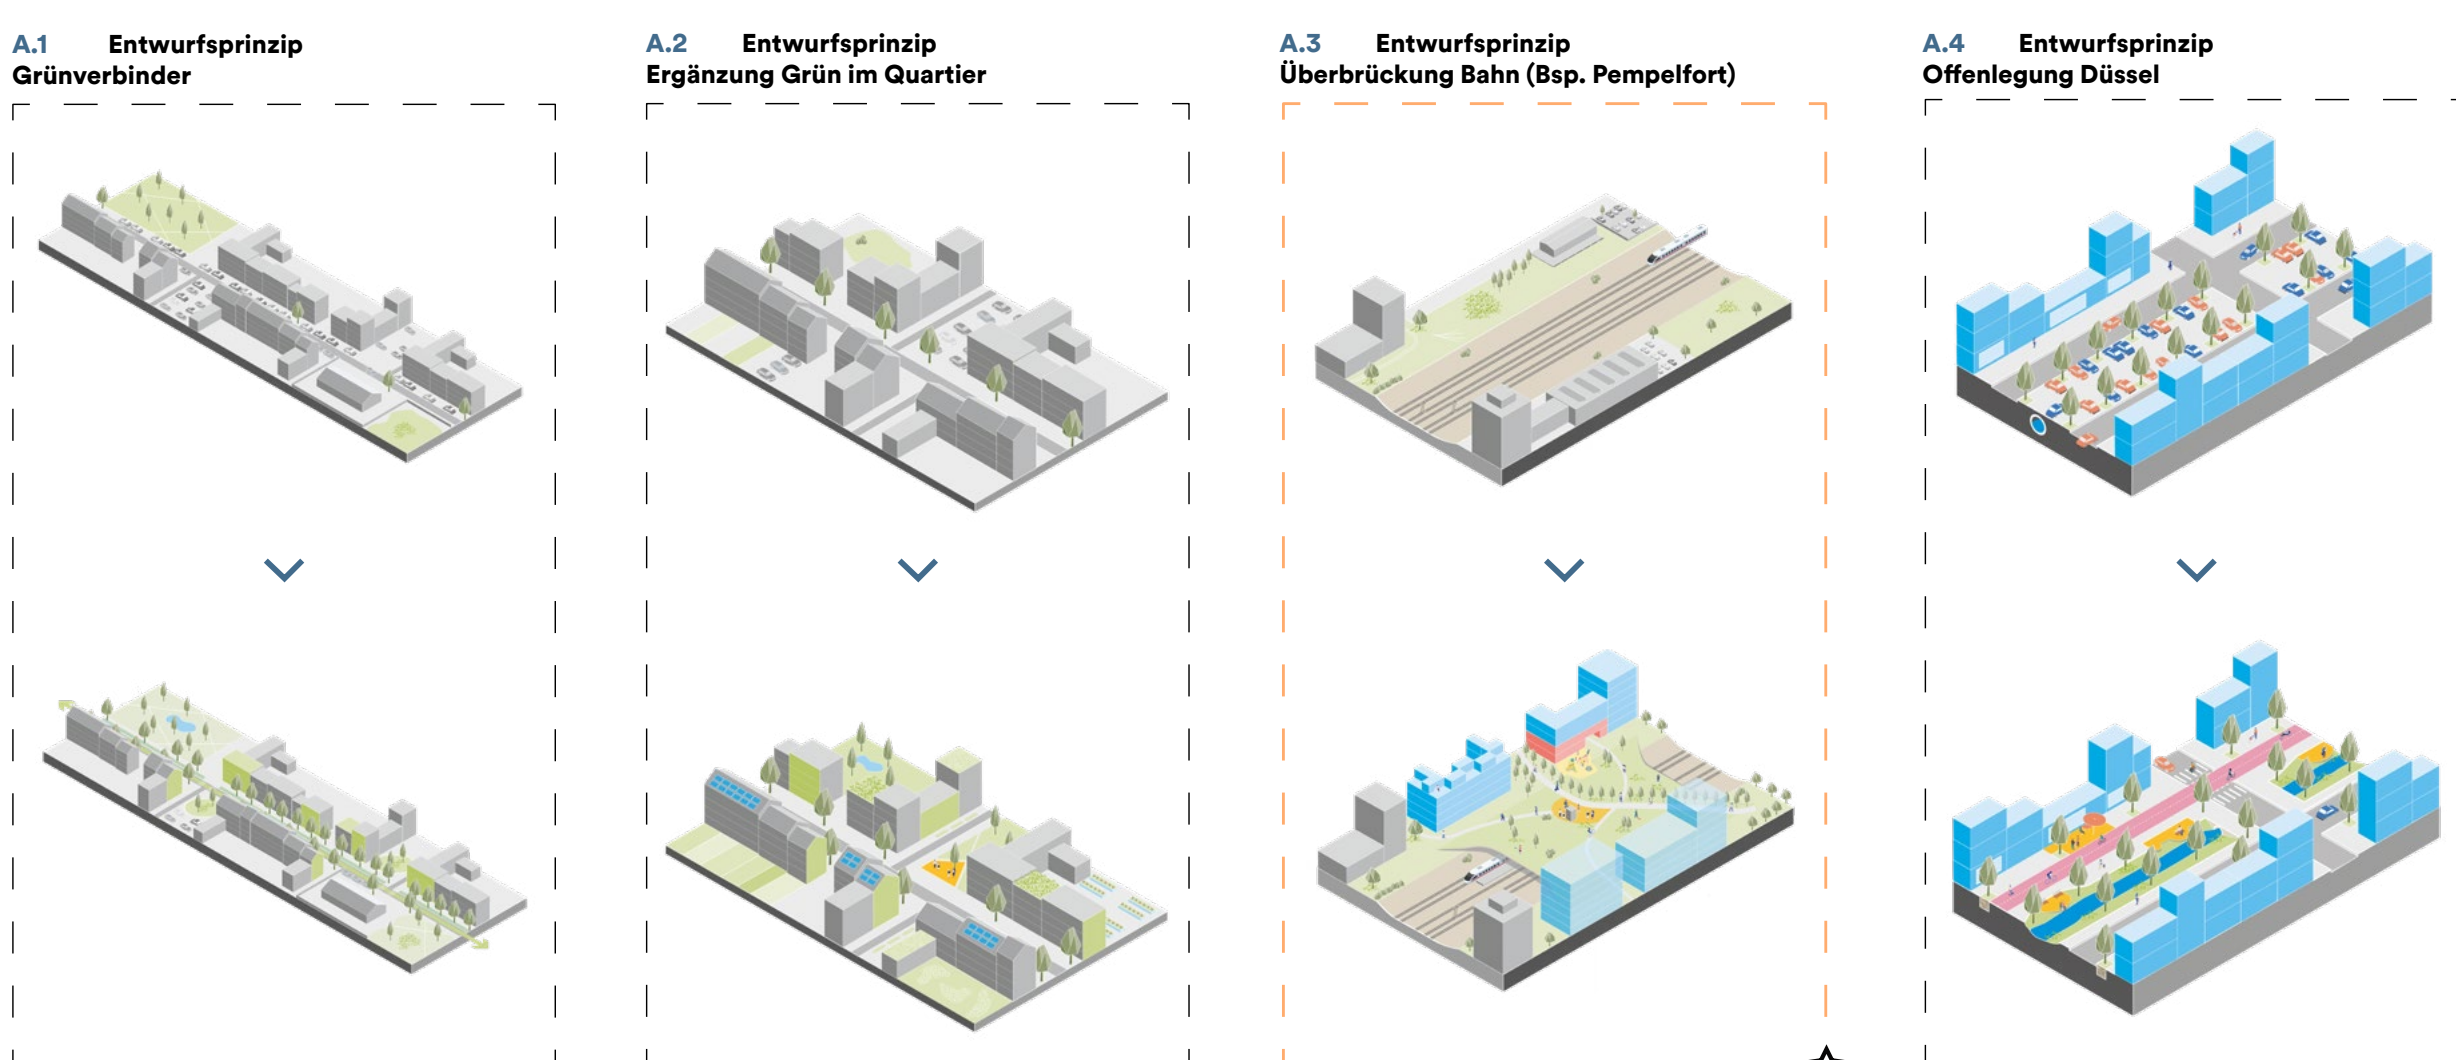 A.1 Entwurfsprinzip
Grünverbinder
A.2 Entwurfsprinzip
Ergänzung Grün im Quartier
A.3 Entwurfsprinzip
Überbrückung Bahn (Bsp. Pempelfort)
A.4 Entwurfsprinzip
Offenlegung Düssel